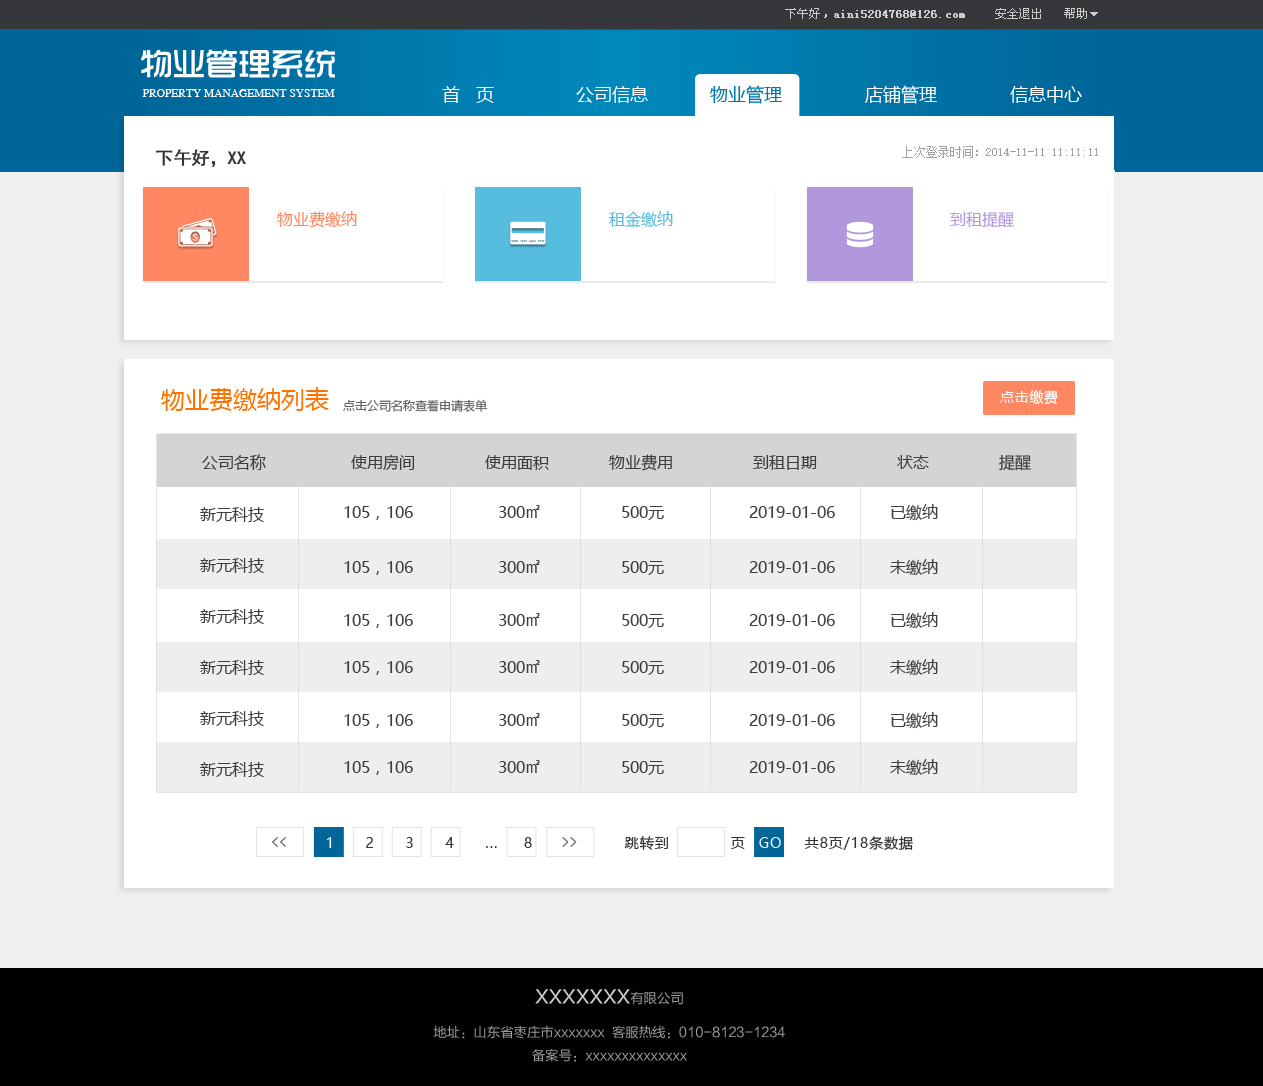 下午好，aini5204768@126.com 安全退出 帮助
物业管理系统
PROPERTY MANAGEMENT SYSTEM
首 页 公司信息 物业管理 店铺管理 信息中心
下午好，XX
上次登录时间：2014-11-11 11:11:11
物业费缴纳 租金缴纳 到租提醒
物业费缴纳列表 点击公司名称查看申请表单 点击缴费
公司名称 使用房间 使用面积 物业费用 到租日期 状态 提醒
新元科技 105，106 300㎡ 500元 2019-01-06 已缴纳
新元科技 105，106 300㎡ 500元 2019-01-06 未缴纳
新元科技 105，106 300㎡ 500元 2019-01-06 已缴纳
新元科技 105，106 300㎡ 500元 2019-01-06 未缴纳
新元科技 105，106 300㎡ 500元 2019-01-06 已缴纳
新元科技 105，106 300㎡ 500元 2019-01-06 未缴纳
<< 1 2 3 4 ... 8 >> 跳转到 页 GO 共8页/18条数据
XXXXXXX有限公司
地址：山东省枣庄市xxxxxxx 客服热线：010-8123-1234
备案号：xxxxxxxxxxxxxx